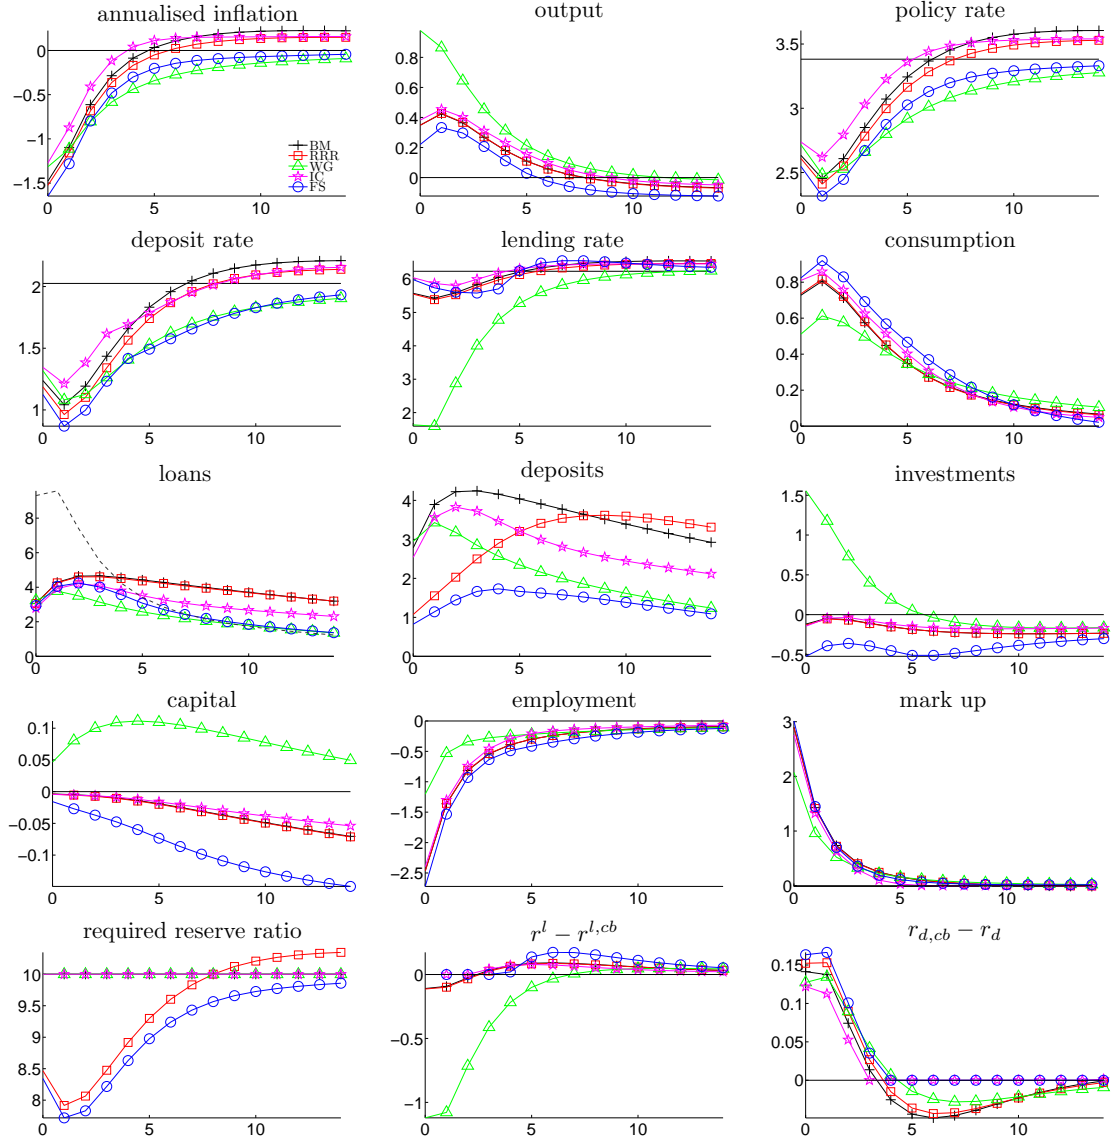 annualised inflation
output
policy rate
0
−0.5
−1
−1.5
0 5 10
BM
RRR
WG
IC
FS
0.8
0.6
0.4
0.2
0
0 5 10
3.5
3
2.5
0 5 10
deposit rate
lending rate
consumption
2
1.5
1
0 5 10
6
5
4
3
2
0 5 10
0.8
0.6
0.4
0.2
0
0 5 10
loans
deposits
investments
8
6
4
2
0
0 5 10
4
3
2
1
0
0 5 10
1.5
1
0.5
0
−0.5
0 5 10
capital
employment
mark up
0.1
0.05
0
−0.05
−0.1
0 5 10
0
−0.5
−1
−1.5
−2
−2.5
0 5 10
3
2
1
0
0 5 10
required reserve ratio
r^l − r^{l,cb}
r_{d,cb} − r_d
10
9.5
9
8.5
8
0 5 10
0
−1
0 5 10
0.15
0.1
0.05
0
0 5 10